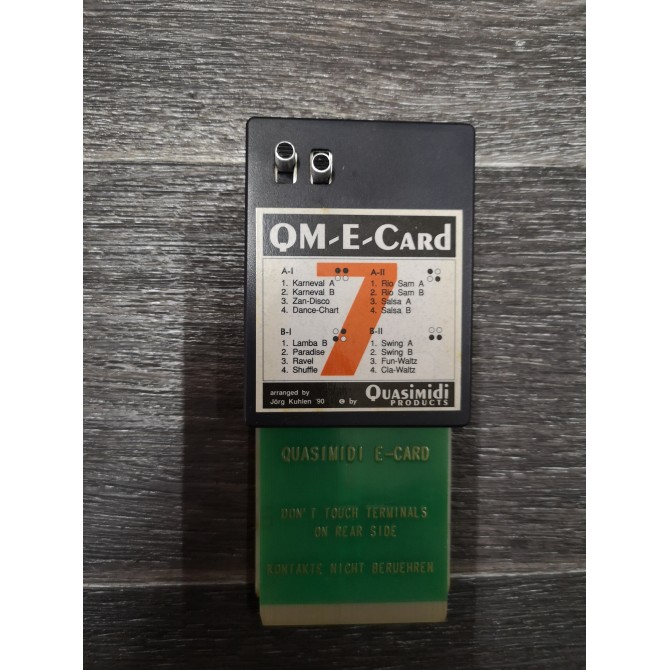 QM-E-CARd
7
A-I
1. Karneval A
2. Karneval B
3. Zan-Disco
4. Dance-Chart
A-II
1. Rio Sam A
2. Rio Sam B
3. Salsa A
4. Salsa B
B-I
1. Lamba B
2. Paradise
3. Ravel
4. Shuffle
B-II
1. Swing A
2. Swing B
3. Fun-Waltz
4. Cla-Waltz
arranged by
Jörg Kuhlen '90
by
QUASiMidi
PRODUCTS
QUASIMIDI E-CARD
DON'T TOUCH TERMINALS
ON REAR SIDE
KONTAKTE NICHT BERUEHREN